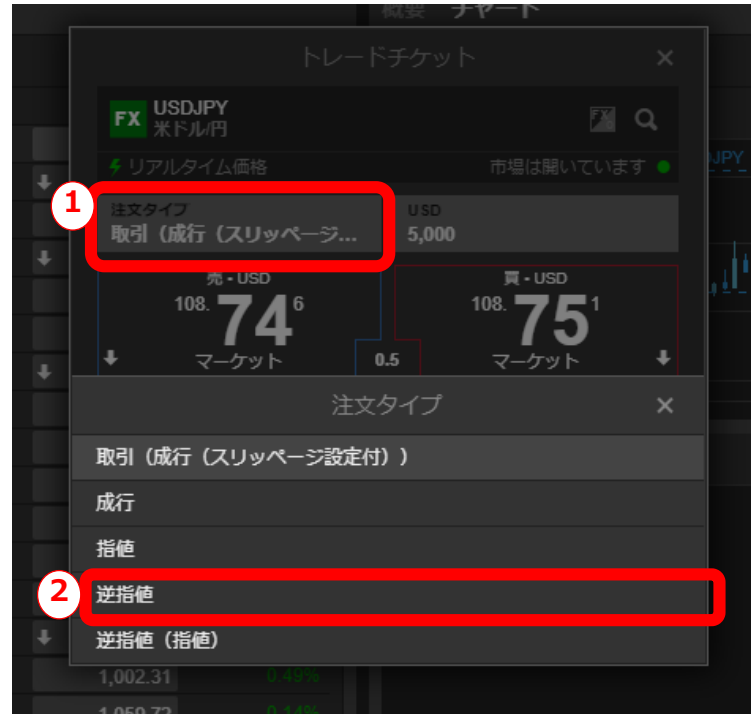 概要 チャート
トレードチケット ×
FX USDJPY
米ドル/円
リアルタイム価格 市場は開いています
DJPY
1
注文タイプ USD
取引（成行（スリッページ... 5,000
売 - USD 買 - USD
108. 74 6 108. 75 1
マーケット 0.5 マーケット
注文タイプ ×
取引（成行（スリッページ設定付））
成行
指値
2
逆指値
逆指値（指値）
1,002.31 0.49%
1,059.72 0.14%